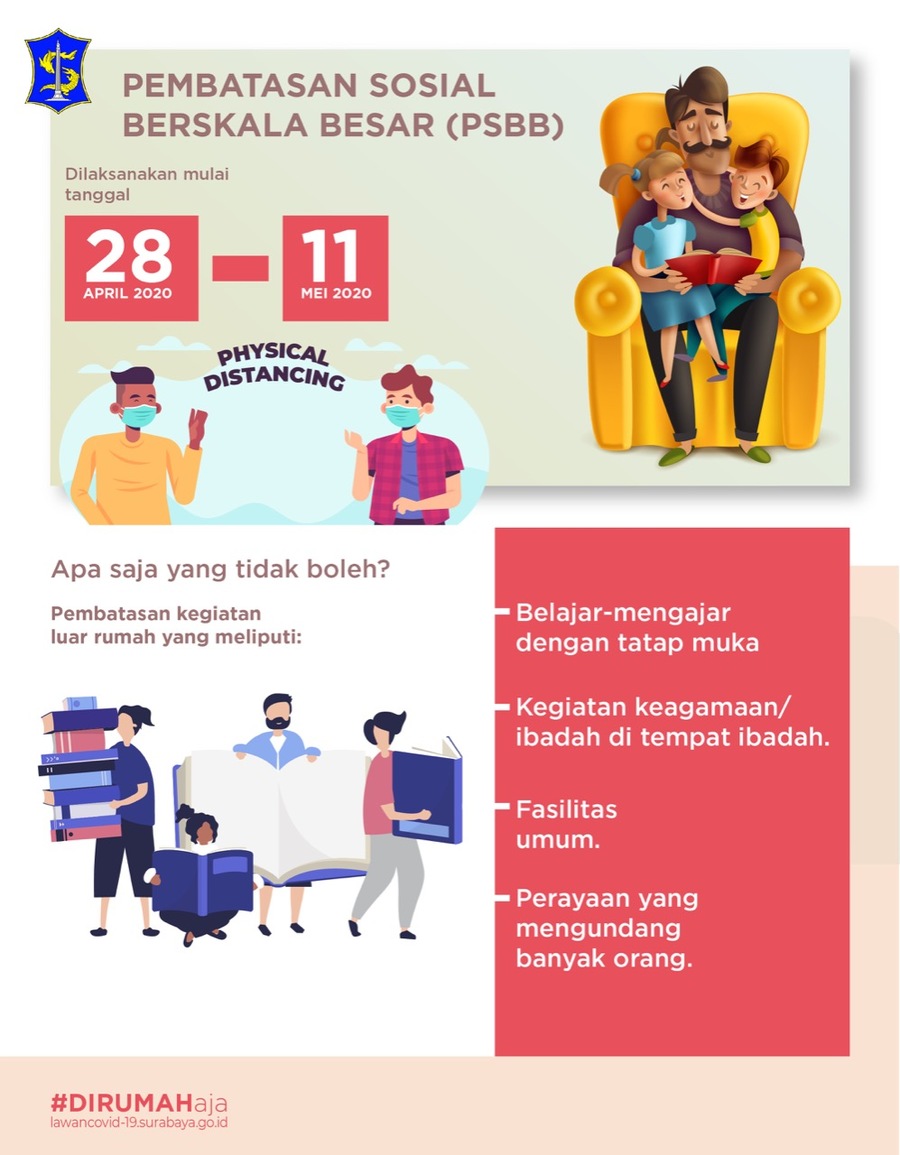 PEMBATASAN SOSIAL
BERSKALA BESAR (PSBB)
Dilaksanakan mulai
tanggal
28
APRIL 2020
11
MEI 2020
PHYSICAL
DISTANCING
Apa saja yang tidak boleh?
Pembatasan kegiatan
luar rumah yang meliputi:
Belajar-mengajar
dengan tatap muka
Kegiatan keagamaan/
ibadah di tempat ibadah.
Fasilitas
umum.
Perayaan yang
mengundang
banyak orang.
#DIRUMAHaja
lawancovid-19.surabaya.go.id